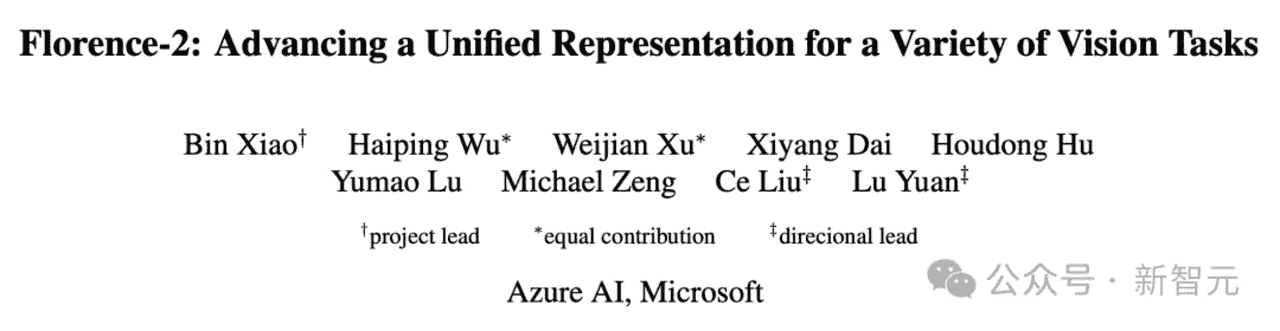 Florence-2: Advancing a Unified Representation for a Variety of Vision Tasks
Bin Xiao† Haiping Wu* Weijian Xu* Xiyang Dai Houdong Hu
Yumao Lu Michael Zeng Ce Liu‡ Lu Yuan‡
†project lead *equal contribution ‡direcional lead
Azure AI, Microsoft
公众号 · 新智元